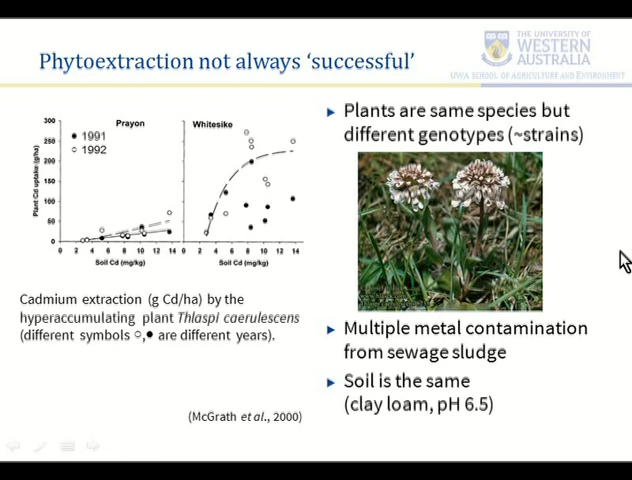 Phytoextraction not always ‘successful’
THE UNIVERSITY OF
WESTERN
AUSTRALIA
UWA SCHOOL OF AGRICULTURE AND ENVIRONMENT
Prayon
Whitesike
1991
1992
300
250
200
150
100
50
0
Plant Cd uptake (g/ha)
0 2 4 6 8 10 12 14
0 2 4 6 8 10 12 14
Soil Cd (mg/kg)
Soil Cd (mg/kg)
Cadmium extraction (g Cd/ha) by the
hyperaccumulating plant Thlaspi caerulescens
(different symbols ○,● are different years).
(McGrath et al., 2000)
Plants are same species but
different genotypes (~strains)
Multiple metal contamination
from sewage sludge
Soil is the same
(clay loam, pH 6.5)